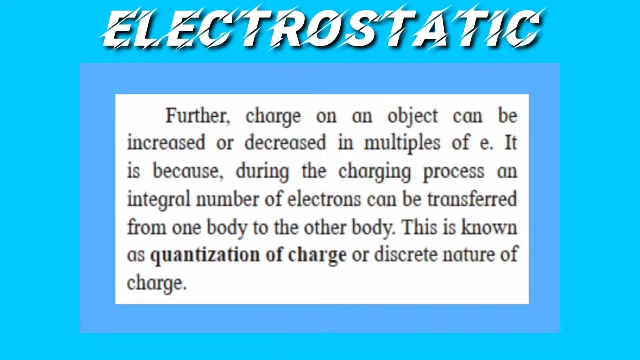 ELECTROSTATIC
Further, charge on an object can be
increased or decreased in multiples of e. It
is because, during the charging process an
integral number of electrons can be transferred
from one body to the other body. This is known
as quantization of charge or discrete nature of
charge.